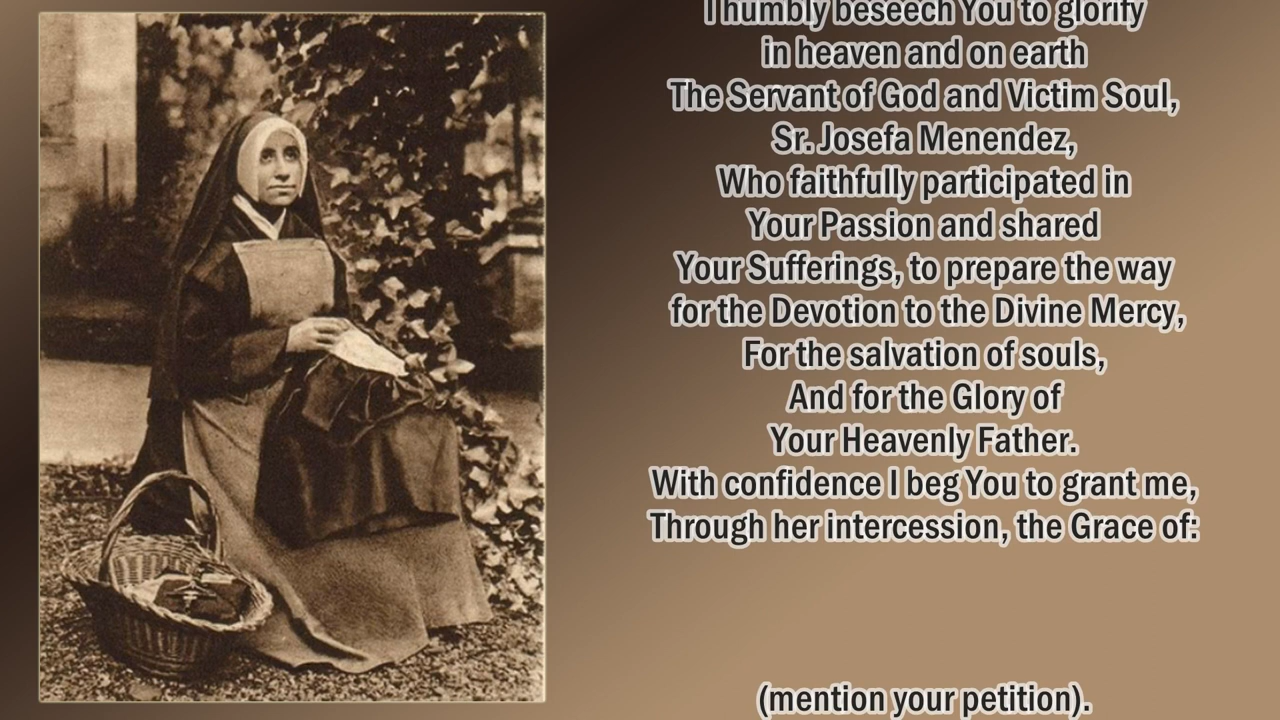 I humbly beseech You to glorify
in heaven and on earth
The Servant of God and Victim Soul,
Sr. Josefa Menendez,
Who faithfully participated in
Your Passion and shared
Your Sufferings, to prepare the way
for the Devotion to the Divine Mercy,
For the salvation of souls,
And for the Glory of
Your Heavenly Father.
With confidence I beg You to grant me,
Through her intercession, the Grace of:
(mention your petition).